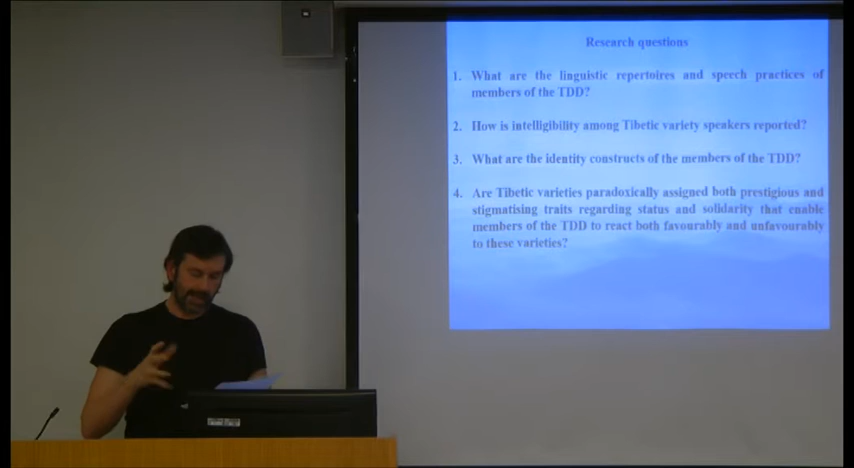 Research questions
1. What are the linguistic repertoires and speech practices of
members of the TDD?
2. How is intelligibility among Tibetic variety speakers reported?
3. What are the identity constructs of the members of the TDD?
4. Are Tibetic varieties paradoxically assigned both prestigious and
stigmatising traits regarding status and solidarity that enable
members of the TDD to react both favourably and unfavourably
to these varieties?